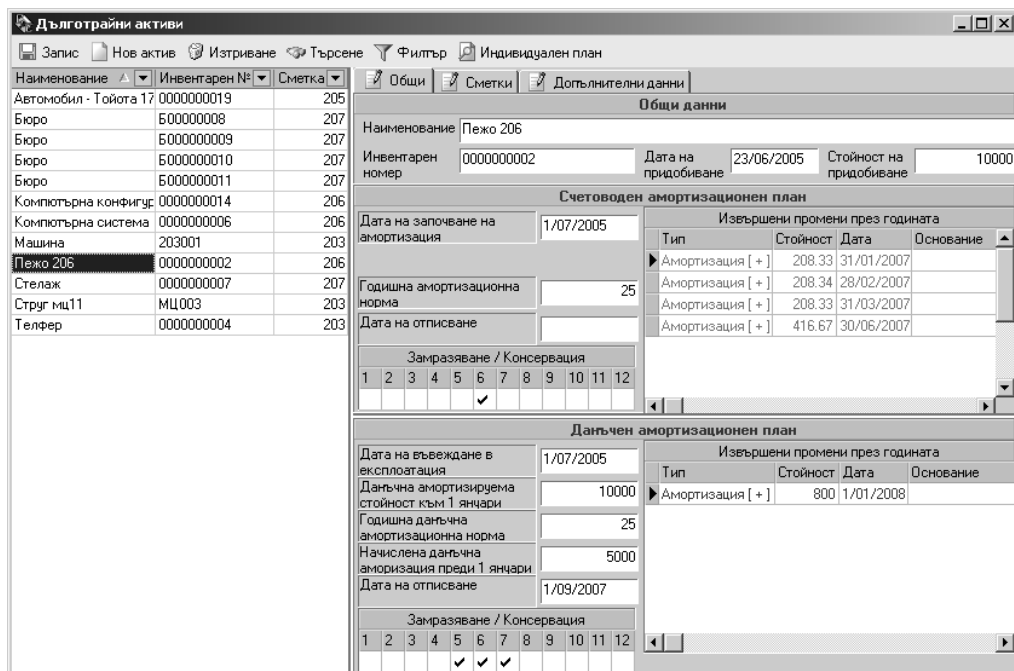 Дълготрайни активи
Запис Нов актив Изтриване Търсене Филтър Индивидуален план
Наименование Инвентарен № Сметка
Автомобил - Тойота 17 0000000019 205
Бюро Б00000008 207
Бюро Б000000009 207
Бюро Б000000010 207
Бюро Б000000011 207
Компютърна конфигур 0000000014 206
Компютърна система 0000000006 206
Машина 203001 203
Пежо 206 0000000002 206
Стелаж 0000000007 207
Струг мц11 МЦ003 203
Телфер 0000000004 203
Общи Сметки Допълнителни данни
Общи данни
Наименование Пежо 206
Инвентарен номер 0000000002 Дата на придобиване 23/06/2005 Стойност на придобиване 10000
Счетоводен амортизационен план
Дата на започване на амортизация 1/07/2005
Годишна амортизационна норма 25
Дата на отписване
Замразяване / Консервация
1 2 3 4 5 6 7 8 9 10 11 12
Извършени промени през годината
Тип Стойност Дата Основание
Амортизация [ + ] 208.33 31/01/2007
Амортизация [ + ] 208.34 28/02/2007
Амортизация [ + ] 208.33 31/03/2007
Амортизация [ + ] 416.67 30/06/2007
Данъчен амортизационен план
Дата на въвеждане в експлоатация 1/07/2005
Данъчна амортизируема стойност към 1 януари 10000
Годишна данъчна амортизационна норма 25
Начислена данъчна аморизация преди 1 януари 5000
Дата на отписване 1/09/2007
Замразяване / Консервация
1 2 3 4 5 6 7 8 9 10 11 12
Извършени промени през годината
Тип Стойност Дата Основание
Амортизация [ + ] 800 1/01/2008